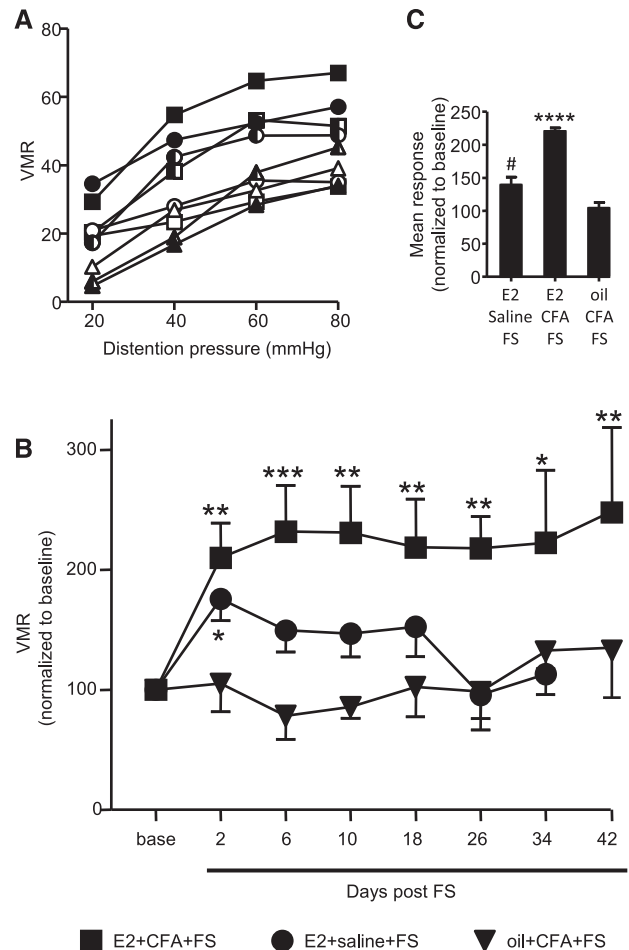 A
80
60
40
20
0
VMR
20 40 60 80
Distention pressure (mmHg)
C
250
200
150
100
50
0
Mean response
(normalized to baseline)
#
****
E2 E2 oil
Saline CFA CFA
FS FS FS
B
300
200
100
0
VMR
(normalized to baseline)
** *** ** ** ** * **
*
base 2 6 10 18 26 34 42
Days post FS
E2+CFA+FS E2+saline+FS oil+CFA+FS